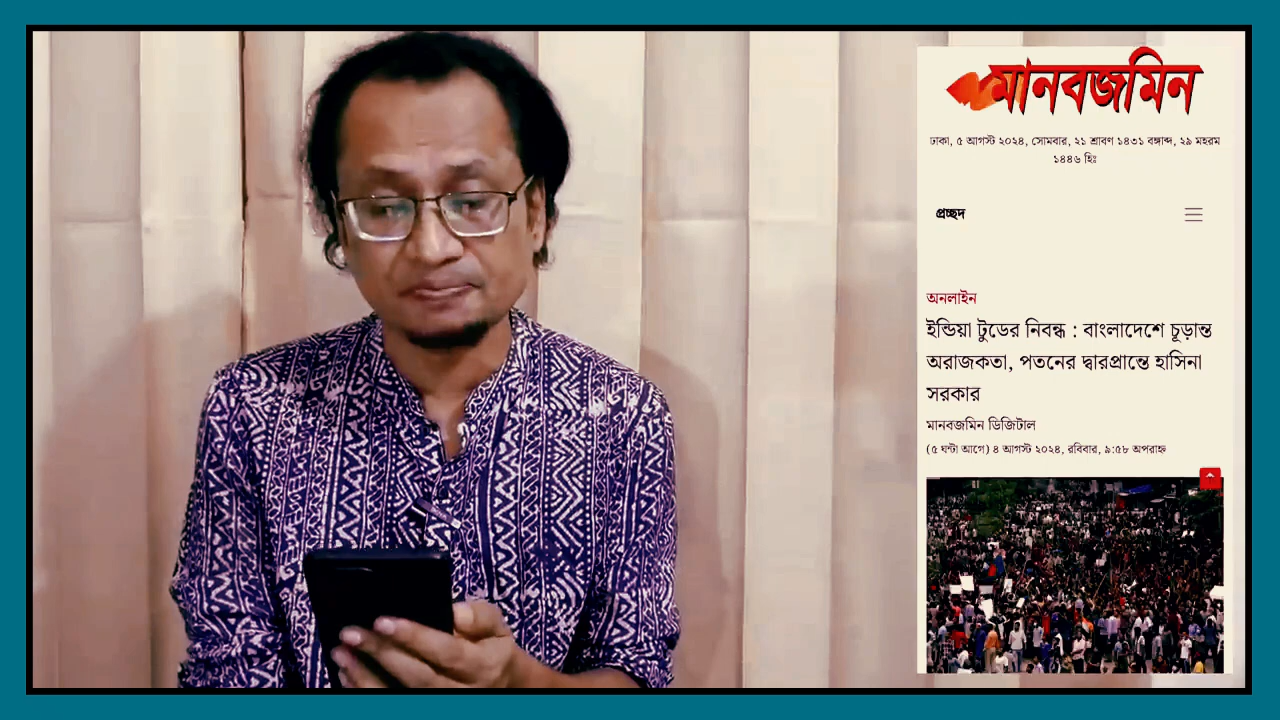 মানবজমিন
ঢাকা, ৫ আগস্ট ২০২৪, সোমবার, ২১ শ্রাবণ ১৪৩১ বঙ্গাব্দ, ২৯ মহরম
১৪৪৬ হিঃ
প্রচ্ছদ
অনলাইন
ইন্ডিয়া টুডের নিবন্ধ : বাংলাদেশে চূড়ান্ত
অরাজকতা, পতনের দ্বারপ্রান্তে হাসিনা
সরকার
মানবজমিন ডিজিটাল
(৫ ঘন্টা আগে) ৪ আগস্ট ২০২৪, রবিবার, ৯:৫৮ অপরাহ্ন